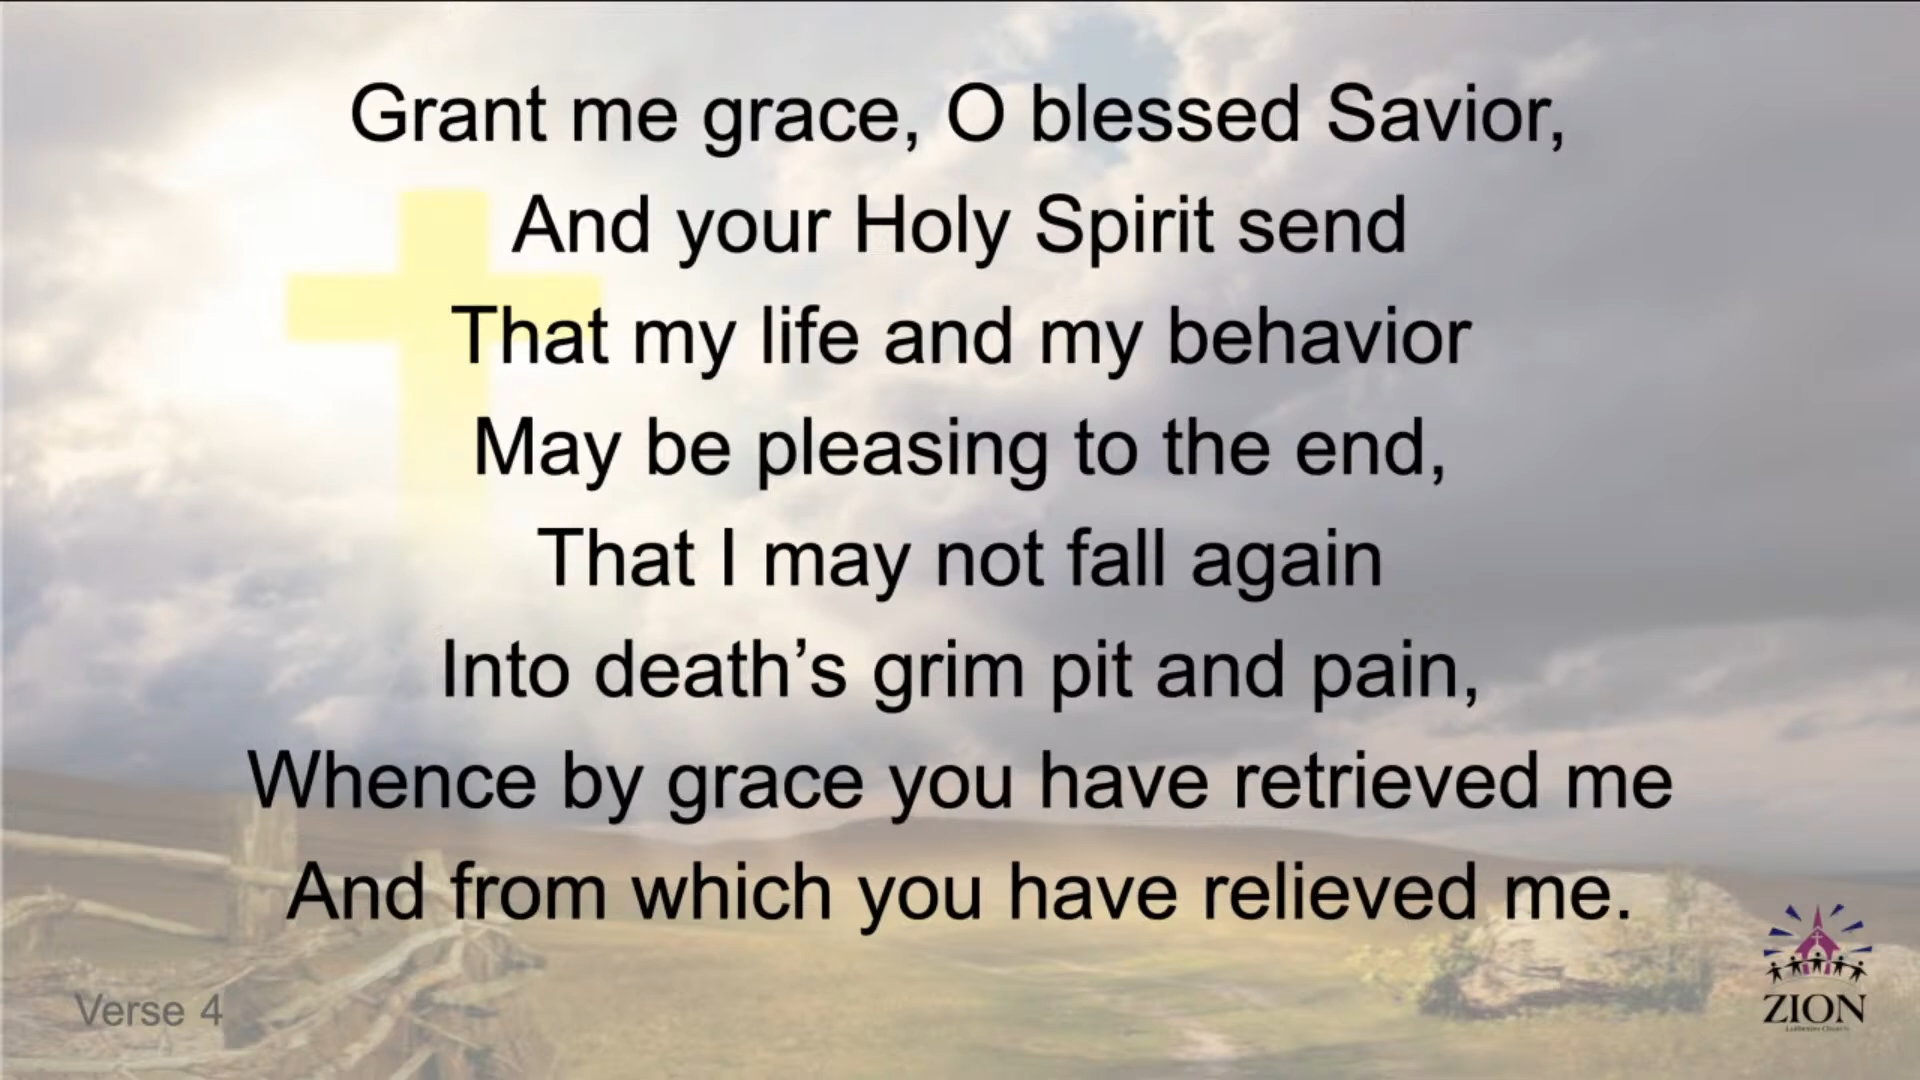 Grant me grace, O blessed Savior,
And your Holy Spirit send
That my life and my behavior
May be pleasing to the end,
That I may not fall again
Into death’s grim pit and pain,
Whence by grace you have retrieved me
And from which you have relieved me.
Verse 4
ZION
Lutheran Church